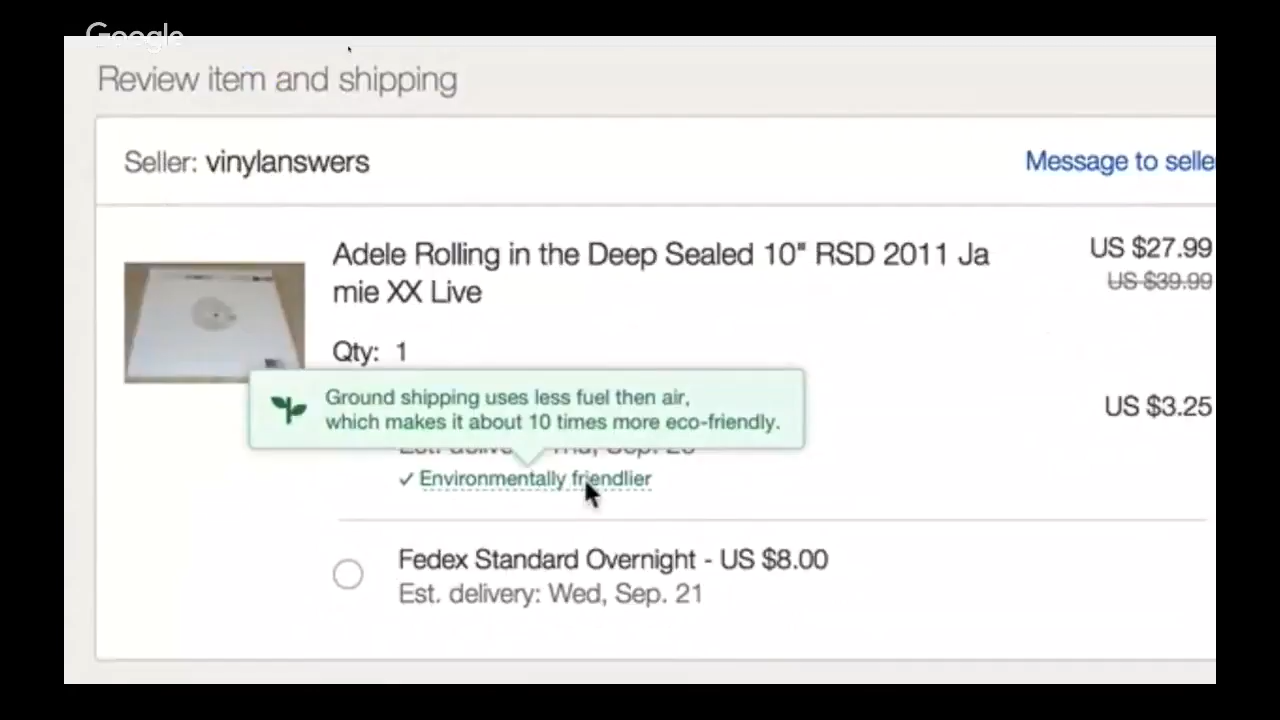 Google
Review item and shipping
Seller: vinylanswers
Message to selle
Adele Rolling in the Deep Sealed 10" RSD 2011 Ja
mie XX Live
US $27.99
US $39.99
Qty: 1
Ground shipping uses less fuel then air,
which makes it about 10 times more eco-friendly.
US $3.25
✓ Environmentally friendlier
Fedex Standard Overnight - US $8.00
Est. delivery: Wed, Sep. 21